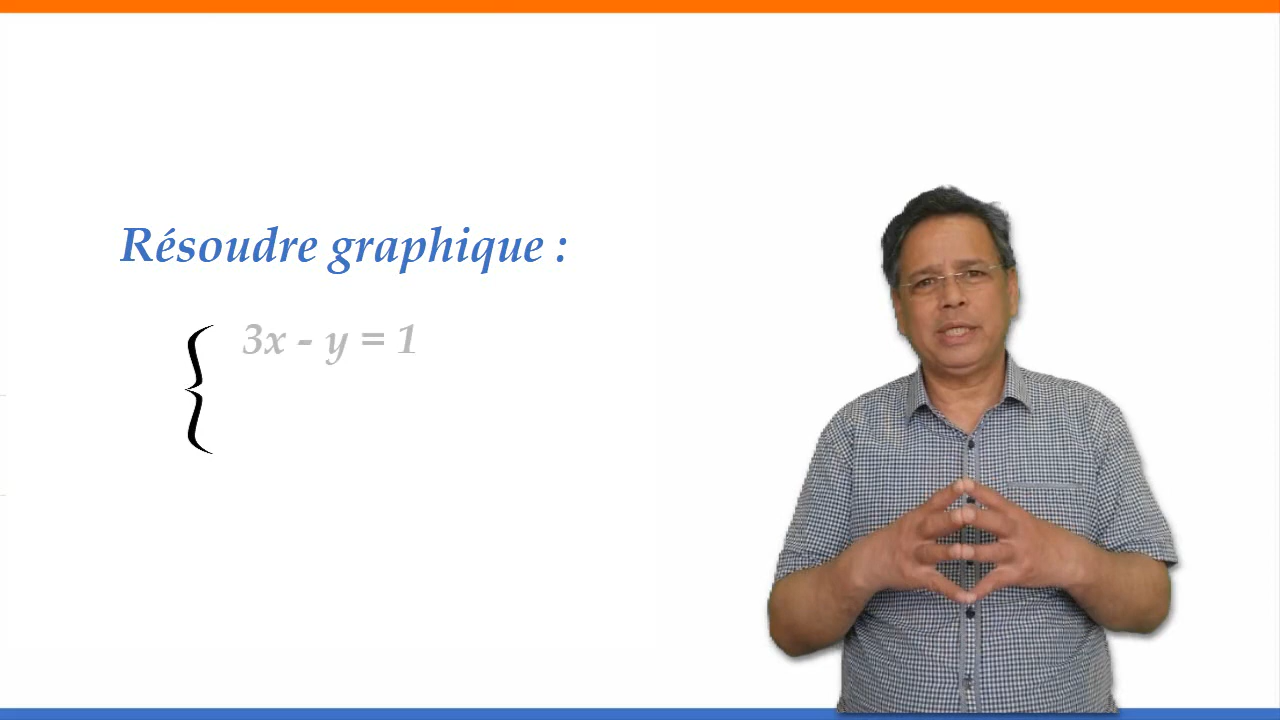 Résoudre graphique :
3x - y = 1